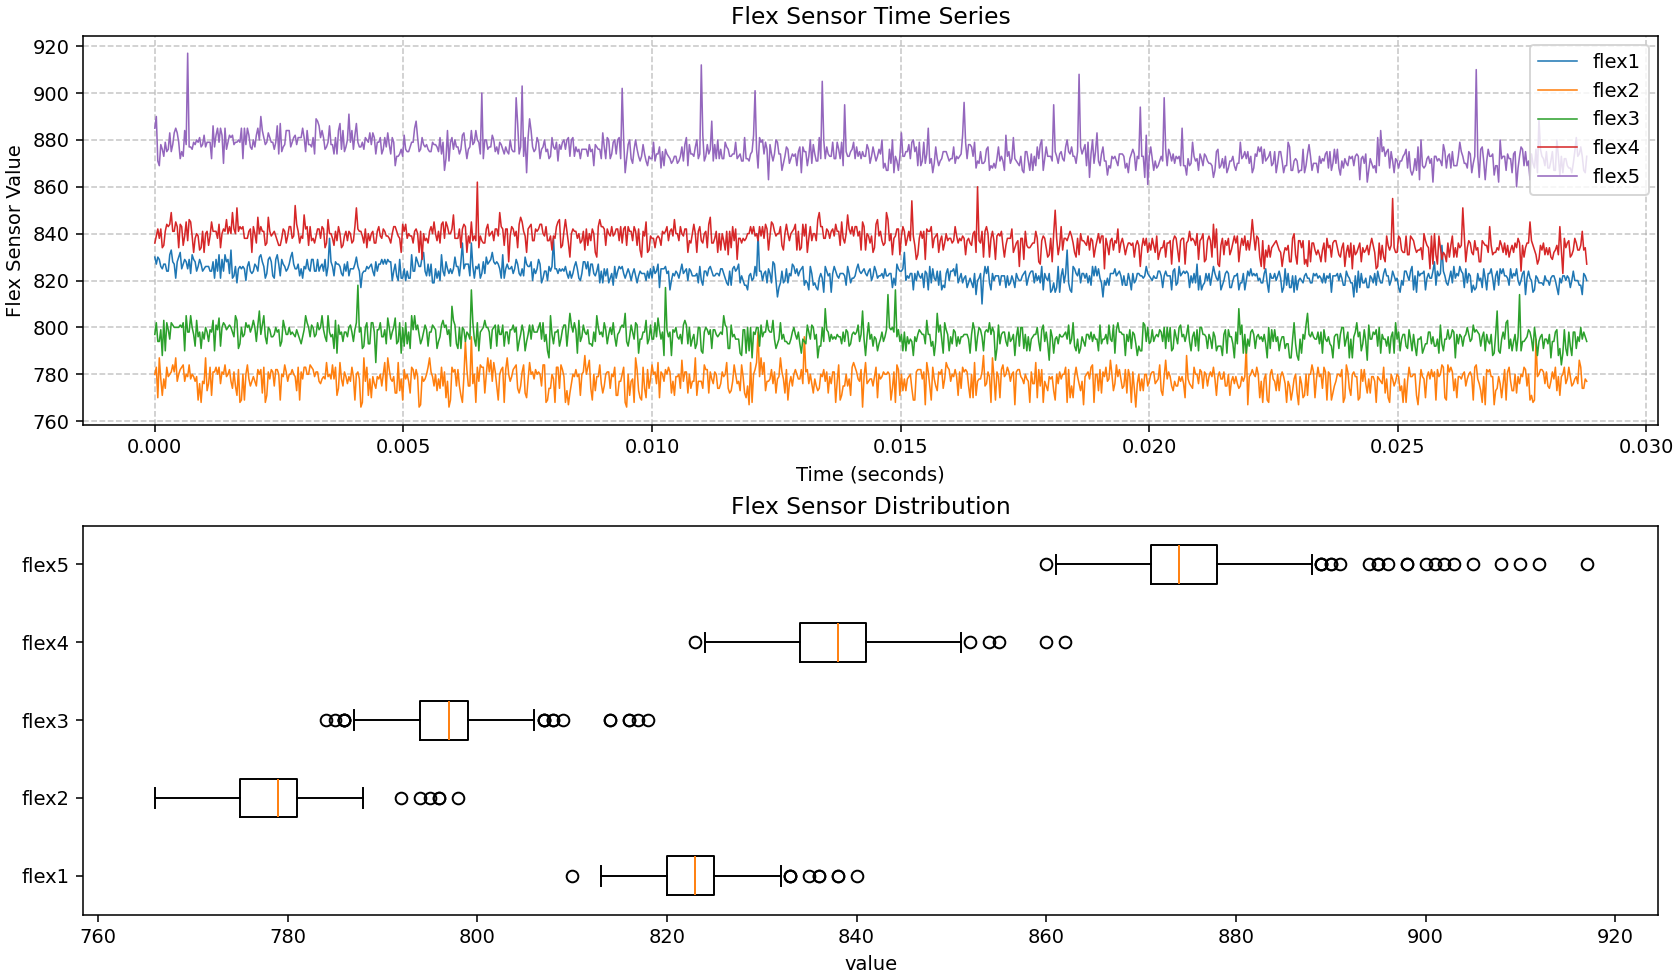 Flex Sensor Time Series
Flex Sensor Value
920
900
880
860
840
820
800
780
760
flex1
flex2
flex3
flex4
flex5
0.000 0.005 0.010 0.015 0.020 0.025 0.030
Time (seconds)
Flex Sensor Distribution
flex5
flex4
flex3
flex2
flex1
760 780 800 820 840 860 880 900 920
value